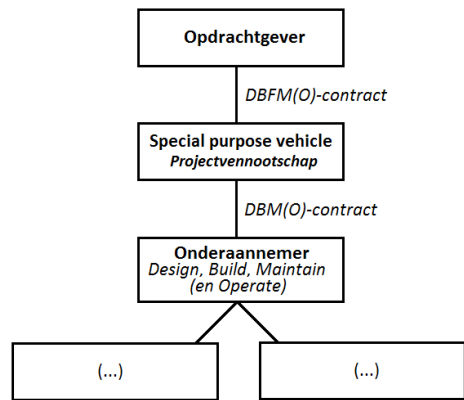 Opdrachtgever
DBFM(O)-contract
Special purpose vehicle
Projectvennootschap
DBM(O)-contract
Onderaannemer
Design, Build, Maintain
(en Operate)
(...)
(...)